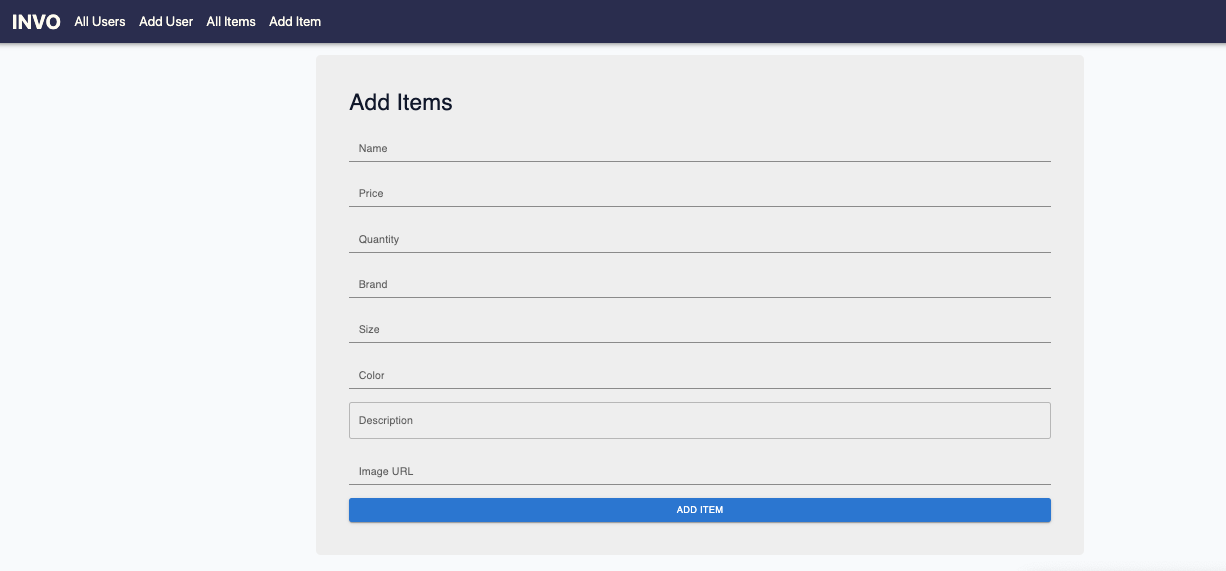 INVO All Users Add User All Items Add Item
Add Items
Name
Price
Quantity
Brand
Size
Color
Description
Image URL
ADD ITEM